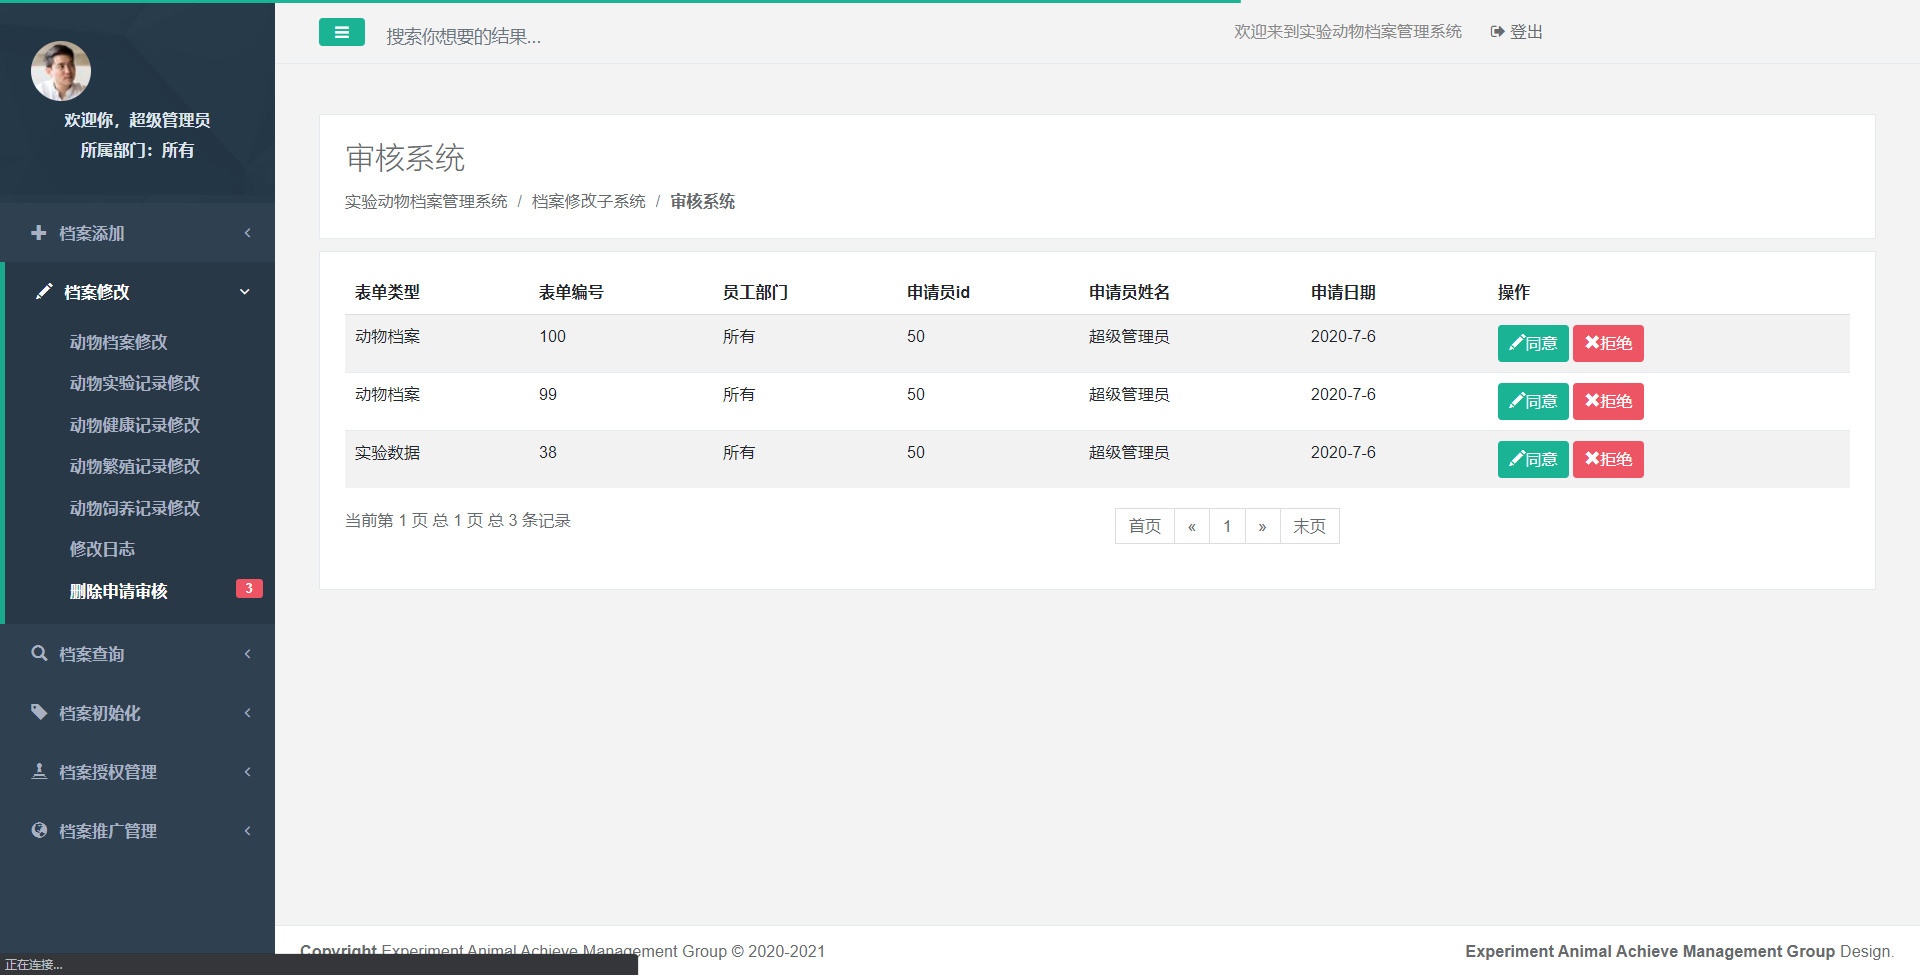 欢迎你，超级管理员
所属部门：所有
档案添加
档案修改
动物档案修改
动物实验记录修改
动物健康记录修改
动物繁殖记录修改
动物饲养记录修改
修改日志
删除申请审核 3
档案查询
档案初始化
档案授权管理
档案推广管理
正在连接...
搜索你想要的结果... 欢迎来到实验动物档案管理系统 登出
审核系统
实验动物档案管理系统 / 档案修改子系统 / 审核系统
表单类型 表单编号 员工部门 申请员id 申请员姓名 申请日期 操作
动物档案 100 所有 50 超级管理员 2020-7-6 同意 拒绝
动物档案 99 所有 50 超级管理员 2020-7-6 同意 拒绝
实验数据 38 所有 50 超级管理员 2020-7-6 同意 拒绝
当前第 1 页 总 1 页 总 3 条记录 首页 « 1 » 末页
Copyright Experiment Animal Achieve Management Group © 2020-2021 Experiment Animal Achieve Management Group Design.